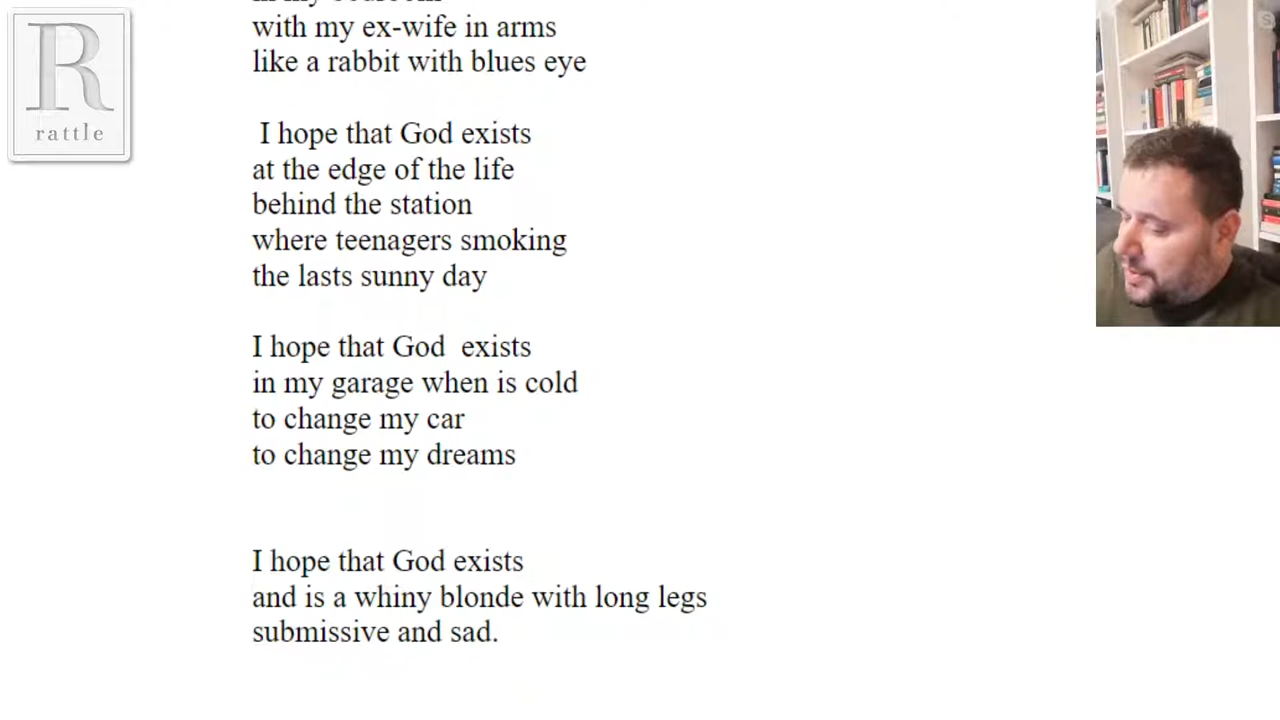 R
rattle
with my ex-wife in arms
like a rabbit with blues eye
I hope that God exists
at the edge of the life
behind the station
where teenagers smoking
the lasts sunny day
I hope that God  exists
in my garage when is cold
to change my car
to change my dreams
I hope that God exists
and is a whiny blonde with long legs
submissive and sad.